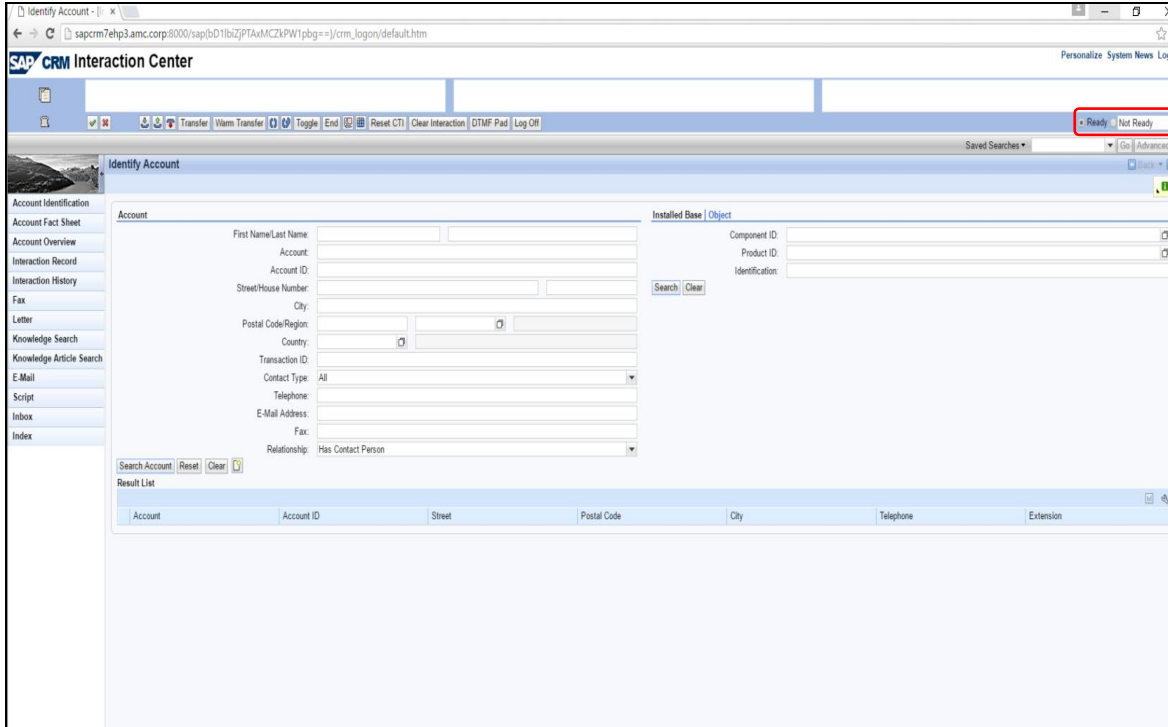 Identify Account - [I
sapcrm7ehp3.amc.corp:8000/sap(bD1lbiZjPTAxMCZkPW1pbg==)/crm_logon/default.htm
SAP CRM Interaction Center
Personalize System News Log
Transfer Warm Transfer Toggle End Reset CTI Clear Interaction DTMF Pad Log Off
Ready Not Ready
Saved Searches Go Advanced
Identify Account
Back
Account Identification
Account Fact Sheet
Account Overview
Interaction Record
Interaction History
Fax
Letter
Knowledge Search
Knowledge Article Search
E-Mail
Script
Inbox
Index
Account
First Name/Last Name:
Account:
Account ID:
Street/House Number:
City:
Postal Code/Region:
Country:
Transaction ID:
Contact Type: All
Telephone:
E-Mail Address:
Fax:
Relationship: Has Contact Person
Search Account Reset Clear
Installed Base | Object
Component ID:
Product ID:
Identification:
Search Clear
Result List
Account Account ID Street Postal Code City Telephone Extension